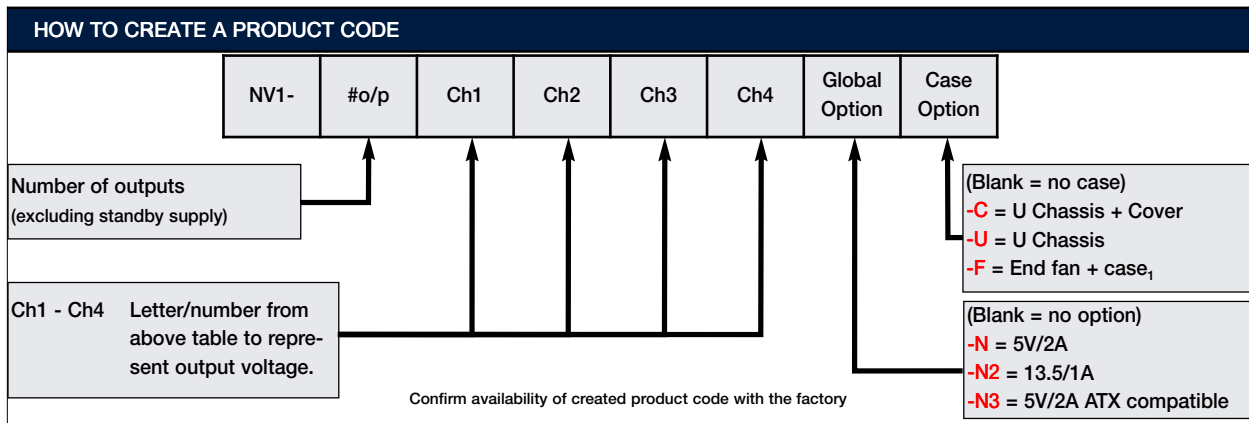 HOW TO CREATE A PRODUCT CODE
NV1-
#o/p
Ch1
Ch2
Ch3
Ch4
Global
Option
Case
Option
Number of outputs
(excluding standby supply)
Ch1 - Ch4 Letter/number from
above table to repre-
sent output voltage.
(Blank = no case)
-C = U Chassis + Cover
-U = U Chassis
-F = End fan + case1
(Blank = no option)
-N = 5V/2A
-N2 = 13.5/1A
-N3 = 5V/2A ATX compatible
Confirm availability of created product code with the factory